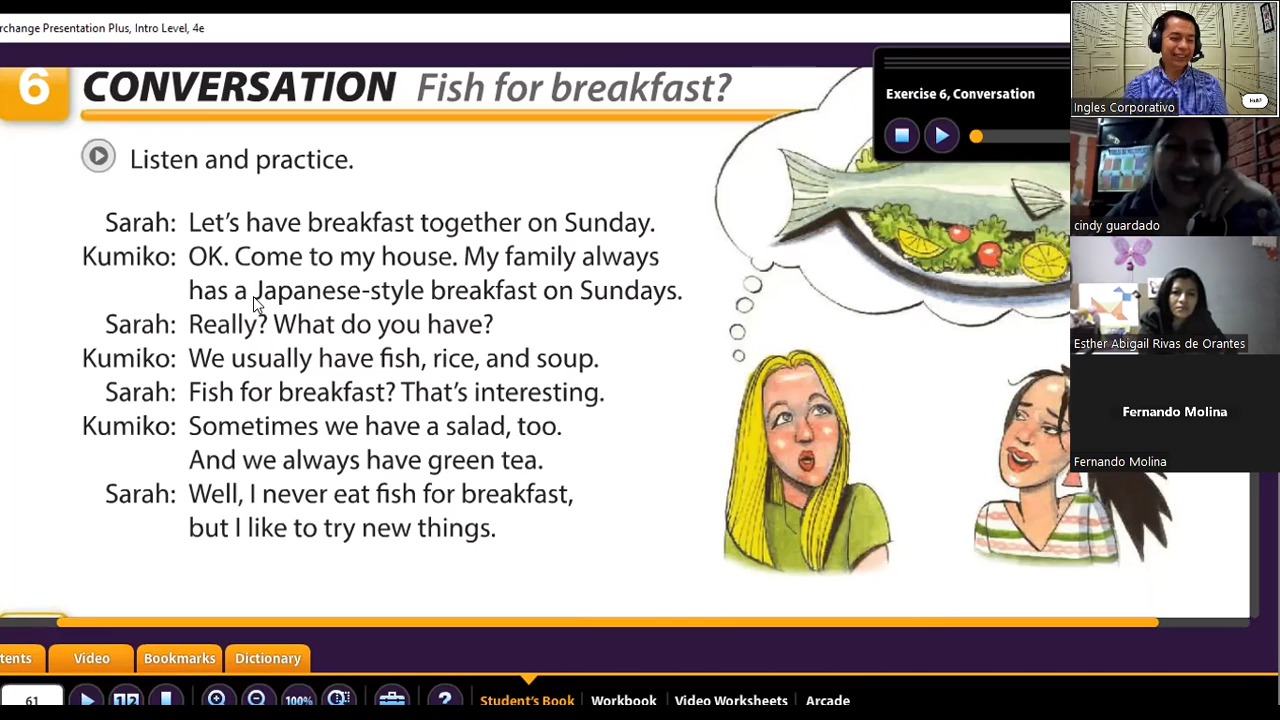 rchange Presentation Plus, Intro Level, 4e
6 CONVERSATION Fish for breakfast?
Exercise 6, Conversation
Listen and practice.
Sarah: Let's have breakfast together on Sunday.
Kumiko: OK. Come to my house. My family always
has a Japanese-style breakfast on Sundays.
Sarah: Really? What do you have?
Kumiko: We usually have fish, rice, and soup.
Sarah: Fish for breakfast? That's interesting.
Kumiko: Sometimes we have a salad, too.
And we always have green tea.
Sarah: Well, I never eat fish for breakfast,
but I like to try new things.
Ingles Corporativo
cindy guardado
Esther Abigail Rivas de Orantes
Fernando Molina
Fernando Molina
tents Video Bookmarks Dictionary
61 1 2 100% ? Student's Book Workbook Video Worksheets Arcade